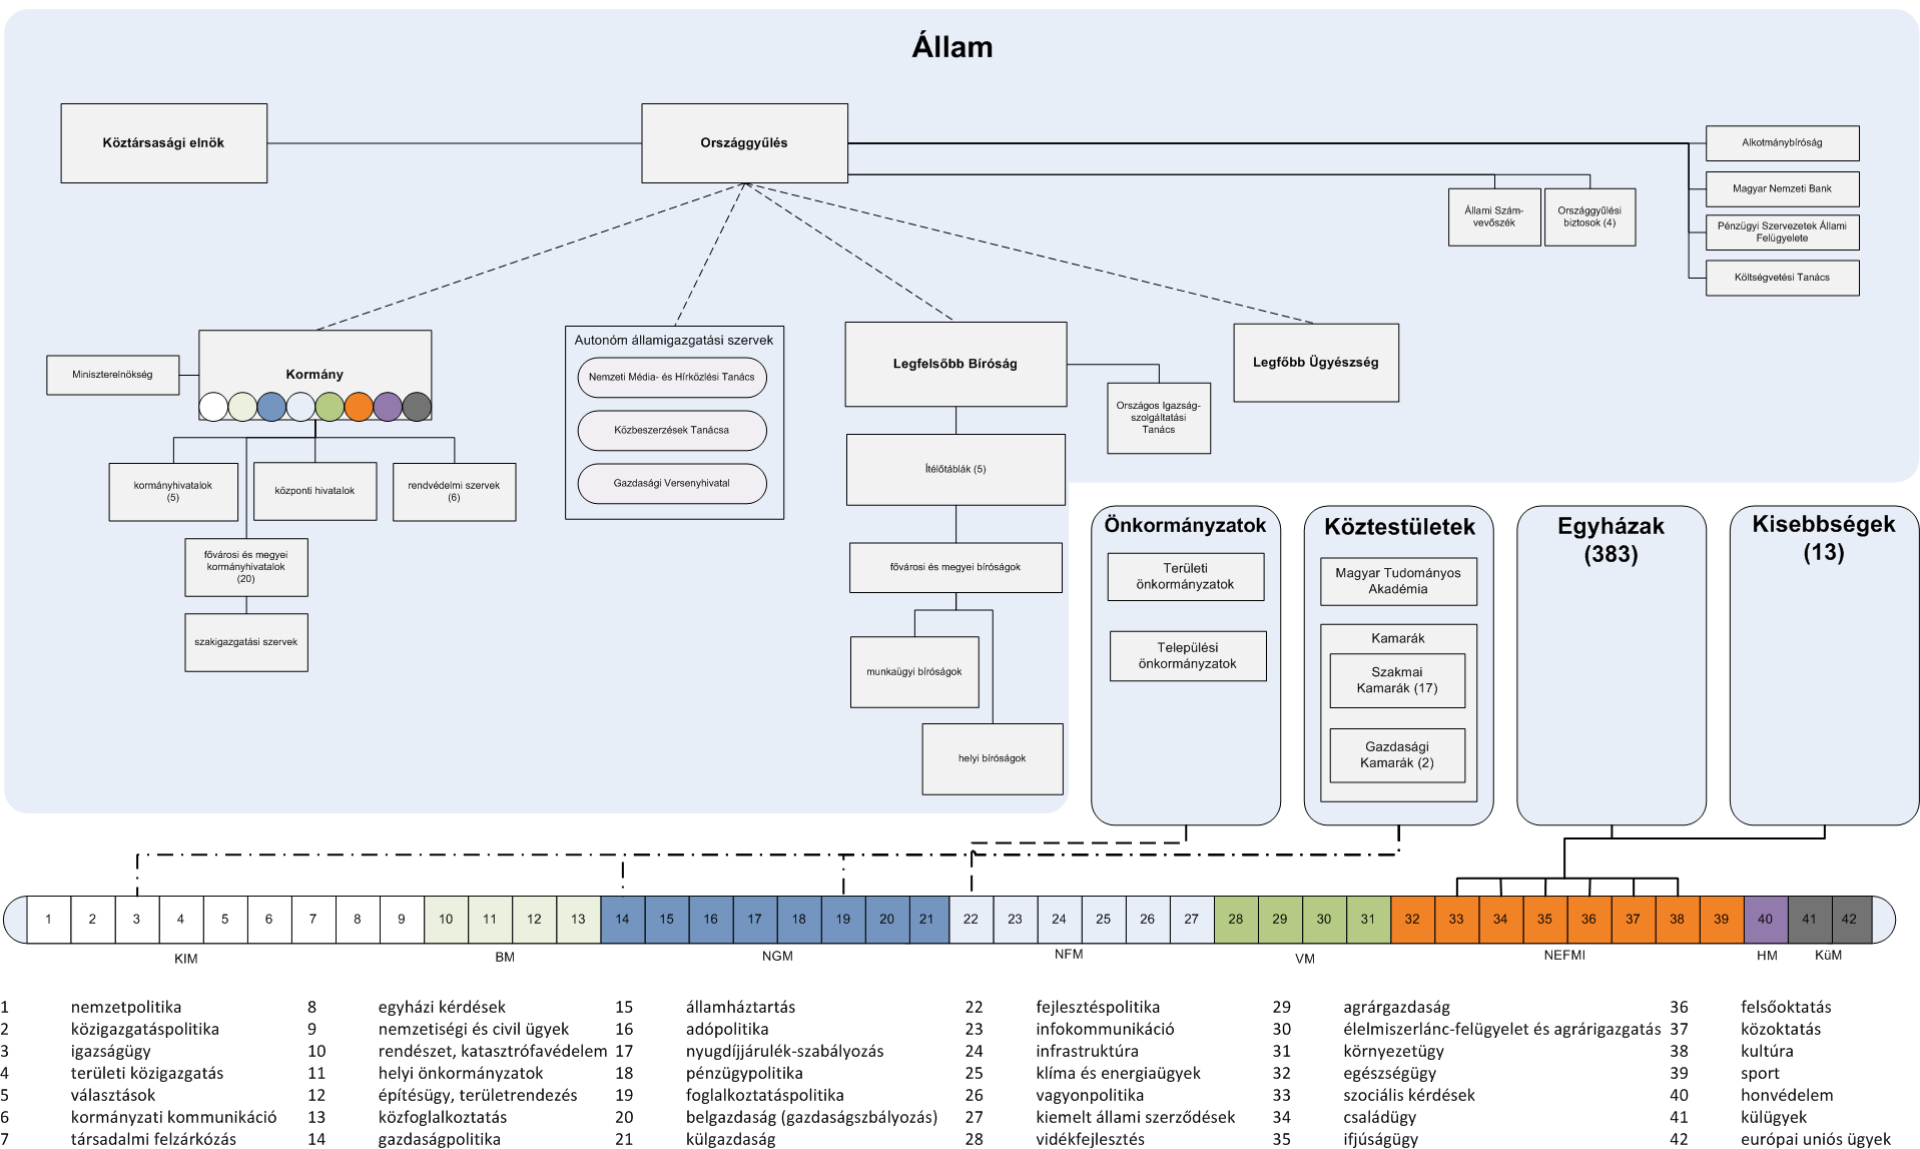 Állam
Köztársasági elnök
Országgyűlés
Alkotmánybíróság
Magyar Nemzeti Bank
Pénzügyi Szervezetek Állami
Felügyelete
Költségvetési Tanács
Állami Szám-
vevőszék
Országgyűlési
biztosok (4)
Miniszterelnökség
Kormány
kormányhivatalok
(5)
központi hivatalok
rendvédelmi szervek
(6)
fővárosi és megyei
kormányhivatalok
(20)
szakigazgatási szervek
Autonóm államigazgatási szervek
Nemzeti Média- és Hírközlési Tanács
Közbeszerzések Tanácsa
Gazdasági Versenyhivatal
Legfelsőbb Bíróság
Országos Igazság-
szolgáltatási
Tanács
Legfőbb Ügyészség
Ítélőtáblák (5)
fővárosi és megyei bíróságok
munkaügyi bíróságok
helyi bíróságok
Önkormányzatok
Területi
önkormányzatok
Települési
önkormányzatok
Köztestületek
Magyar Tudományos
Akadémia
Kamarák
Szakmai
Kamarák (17)
Gazdasági
Kamarák (2)
Egyházak
(383)
Kisebbségek
(13)
1 2 3 4 5 6 7 8 9 10 11 12 13 14 15 16 17 18 19 20 21 22 23 24 25 26 27 28 29 30 31 32 33 34 35 36 37 38 39 40 41 42
KIM BM NGM NFM VM NEFMI HM KüM
1 nemzetpolitika
2 közigazgatáspolitika
3 igazságügy
4 területi közigazgatás
5 választások
6 kormányzati kommunikáció
7 társadalmi felzárkózás
8 egyházi kérdések
9 nemzetiségi és civil ügyek
10 rendészet, katasztrófavédelem
11 helyi önkormányzatok
12 építésügy, területrendezés
13 közfoglalkoztatás
14 gazdaságpolitika
15 államháztartás
16 adópolitika
17 nyugdíjjárulék-szabályozás
18 pénzügypolitika
19 foglalkoztatáspolitika
20 belgazdaság (gazdaságszbályozás)
21 külgazdaság
22 fejlesztéspolitika
23 infokommunikáció
24 infrastruktúra
25 klíma és energiaügyek
26 vagyonpolitika
27 kiemelt állami szerződések
28 vidékfejlesztés
29 agrárgazdaság
30 élelmiszerlánc-felügyelet és agrárigazgatás
31 környezetügy
32 egészségügy
33 szociális kérdések
34 családügy
35 ifjúságügy
36 felsőoktatás
37 közoktatás
38 kultúra
39 sport
40 honvédelem
41 külügyek
42 európai uniós ügyek